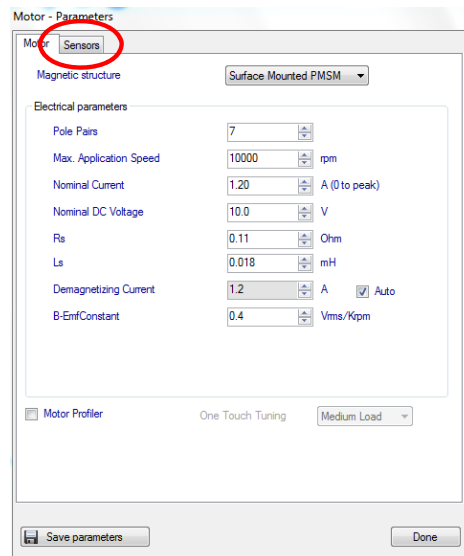 Motor - Parameters
Motor Sensors
Magnetic structure Surface Mounted PMSM
Electrical parameters
Pole Pairs 7
Max. Application Speed 10000 rpm
Nominal Current 1.20 A (0 to peak)
Nominal DC Voltage 10.0 V
Rs 0.11 Ohm
Ls 0.018 mH
Demagnetizing Current 1.2 A Auto
B-EmfConstant 0.4 Vrms/Krpm
Motor Profiler One Touch Tuning Medium Load
Save parameters Done